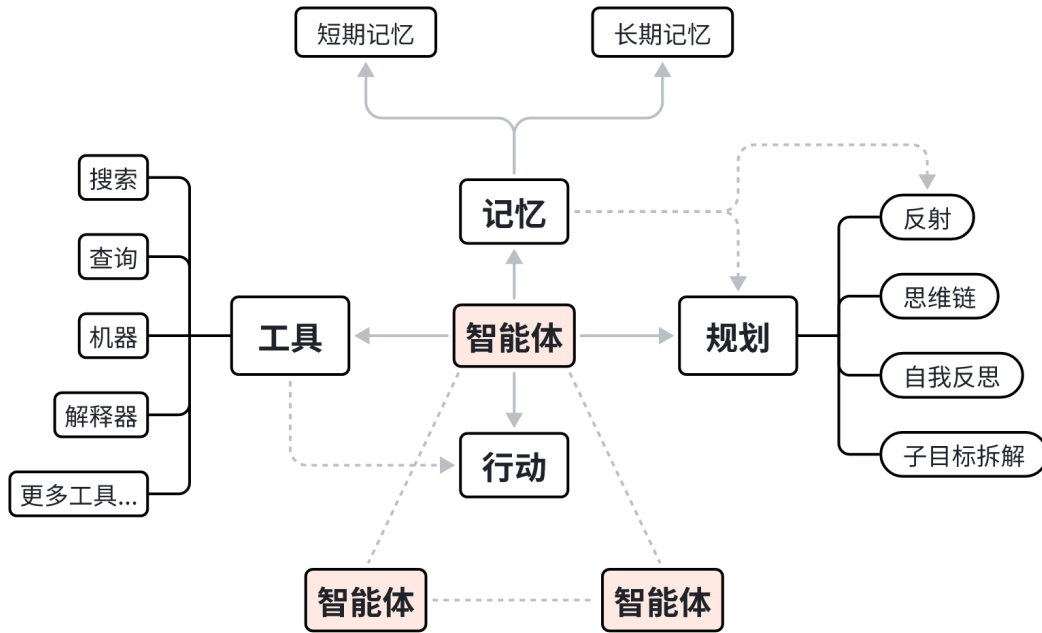 短期记忆
长期记忆
搜索
查询
机器
解释器
更多工具...
记忆
工具
智能体
规划
行动
反射
思维链
自我反思
子目标拆解
智能体
智能体